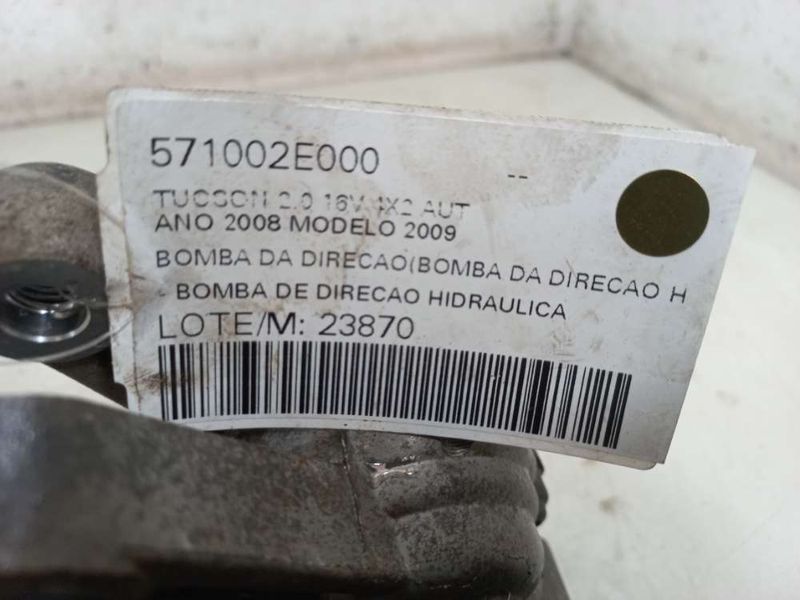 571002E000 --
TUCSON 2.0 16V 4X2 AUT
ANO 2008 MODELO 2009
BOMBA DA DIRECAO(BOMBA DA DIRECAO H
- BOMBA DE DIRECAO HIDRAULICA
LOTE/M: 23870